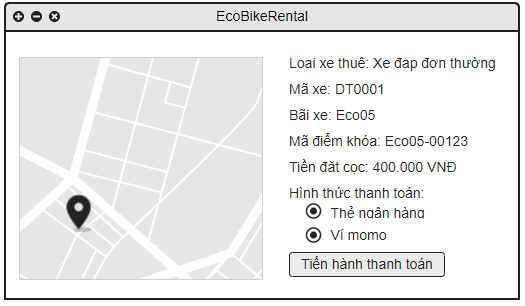 EcoBikeRental
Loại xe thuê: Xe đạp đơn thường
Mã xe: DT0001
Bãi xe: Eco05
Mã điểm khóa: Eco05-00123
Tiền đăt cọc: 400.000 VNĐ
Hình thức thanh toán:
Thẻ ngân hàng
Ví momo
Tiến hành thanh toán